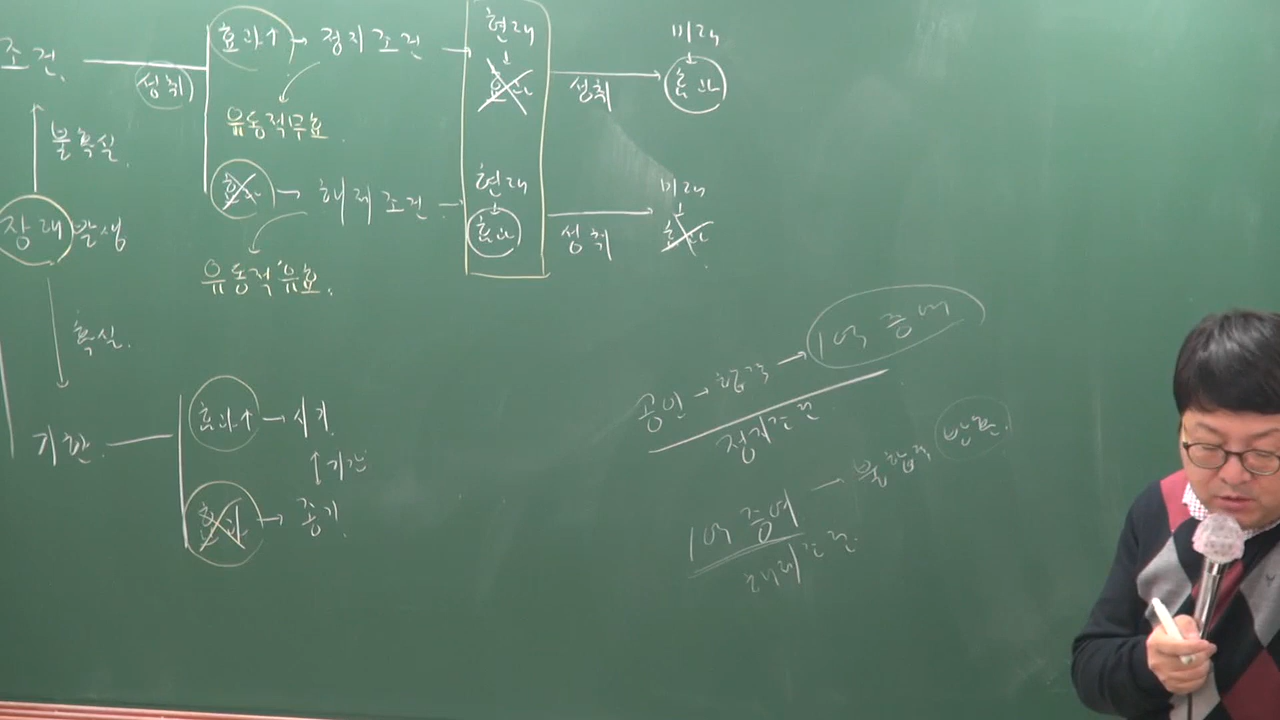 조건.
성취
효과↑ → 정지조건
유동적무효.
현재
효과
성취
미래
효과
불확실.
장래발생
효과 → 해제조건
유동적 유효.
현재
효과
성취
미래
효과
확실.
기한
효과↑ → 시기.
↑기간
효과 → 종기.
공인 → 합격 → 1억 증여
정지조건
1억 증여 → 불합격 반환.
해제조건.